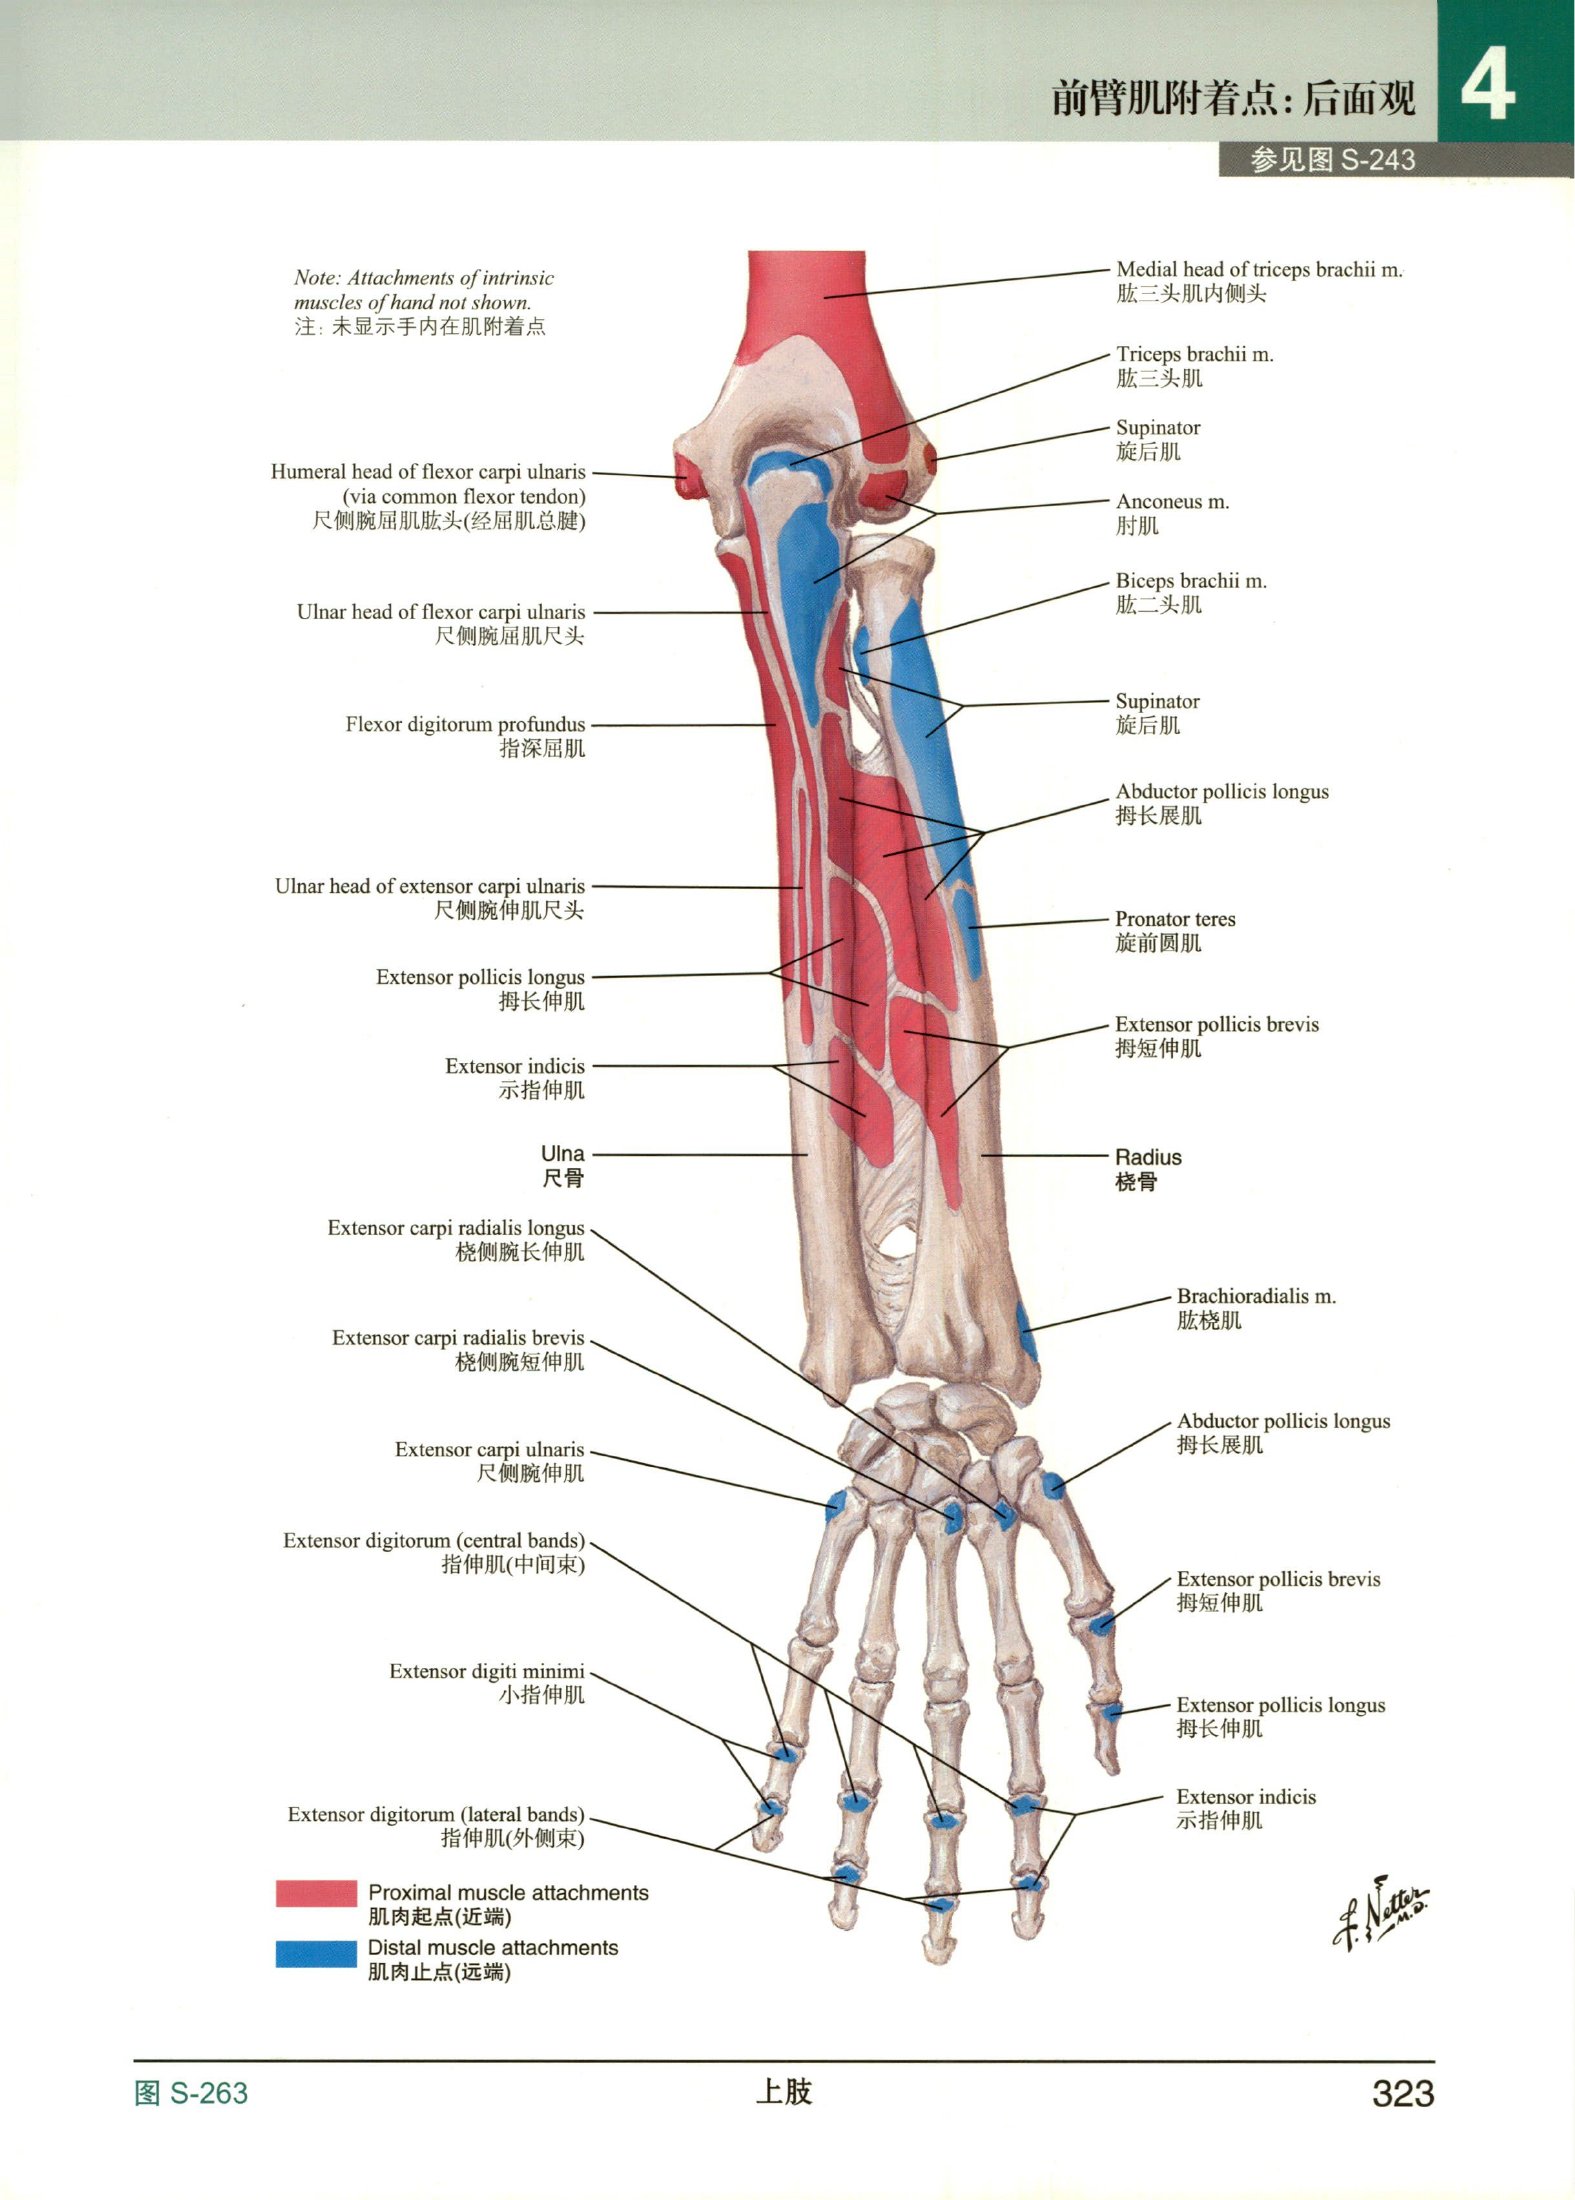 前臂肌附着点：后面观
4
参见图 S-243
Note: Attachments of intrinsic
muscles of hand not shown.
注：未显示手内在肌附着点
Humeral head of flexor carpi ulnaris
(via common flexor tendon)
尺侧腕屈肌肱头(经屈肌总腱)
Ulnar head of flexor carpi ulnaris
尺侧腕屈肌尺头
Flexor digitorum profundus
指深屈肌
Ulnar head of extensor carpi ulnaris
尺侧腕伸肌尺头
Extensor pollicis longus
拇长伸肌
Extensor indicis
示指伸肌
Ulna
尺骨
Extensor carpi radialis longus
桡侧腕长伸肌
Extensor carpi radialis brevis
桡侧腕短伸肌
Extensor carpi ulnaris
尺侧腕伸肌
Extensor digitorum (central bands)
指伸肌(中间束)
Extensor digiti minimi
小指伸肌
Extensor digitorum (lateral bands)
指伸肌(外侧束)
Medial head of triceps brachii m.
肱三头肌内侧头
Triceps brachii m.
肱三头肌
Supinator
旋后肌
Anconeus m.
肘肌
Biceps brachii m.
肱二头肌
Supinator
旋后肌
Abductor pollicis longus
拇长展肌
Pronator teres
旋前圆肌
Extensor pollicis brevis
拇短伸肌
Radius
桡骨
Brachioradialis m.
肱桡肌
Abductor pollicis longus
拇长展肌
Extensor pollicis brevis
拇短伸肌
Extensor pollicis longus
拇长伸肌
Extensor indicis
示指伸肌
Proximal muscle attachments
肌肉起点(近端)
Distal muscle attachments
肌肉止点(远端)
F. Netter
M.D.
图 S-263
上肢
323